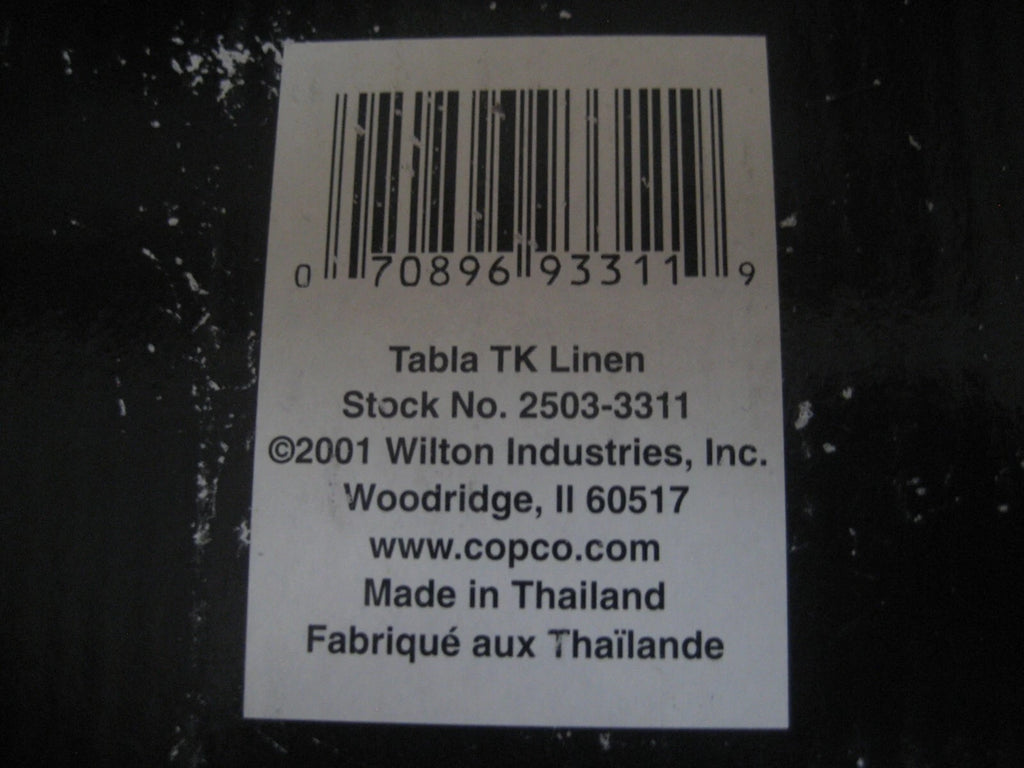 0 70896 93311 9
Tabla TK Linen
Stock No. 2503-3311
©2001 Wilton Industries, Inc.
Woodridge, Il 60517
www.copco.com
Made in Thailand
Fabriqué aux Thaïlande